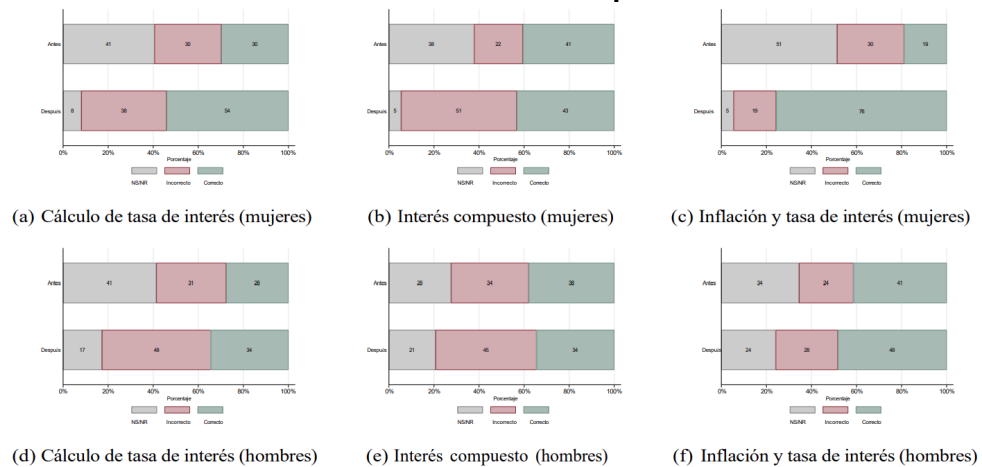 Antes 41 30 30
Después 8 38 54
0% 20% 40% 60% 80% 100%
Porcentaje
NS/NR Incorrecto Correcto
(a) Cálculo de tasa de interés (mujeres)
Antes 38 22 41
Después 5 51 43
0% 20% 40% 60% 80% 100%
Porcentaje
NS/NR Incorrecto Correcto
(b) Interés compuesto (mujeres)
Antes 51 30 19
Después 5 19 76
0% 20% 40% 60% 80% 100%
Porcentaje
NS/NR Incorrecto Correcto
(c) Inflación y tasa de interés (mujeres)
Antes 41 31 28
Después 17 48 34
0% 20% 40% 60% 80% 100%
Porcentaje
NS/NR Incorrecto Correcto
(d) Cálculo de tasa de interés (hombres)
Antes 28 34 38
Después 21 45 34
0% 20% 40% 60% 80% 100%
Porcentaje
NS/NR Incorrecto Correcto
(e) Interés compuesto (hombres)
Antes 34 24 41
Después 24 28 48
0% 20% 40% 60% 80% 100%
Porcentaje
NS/NR Incorrecto Correcto
(f) Inflación y tasa de interés (hombres)